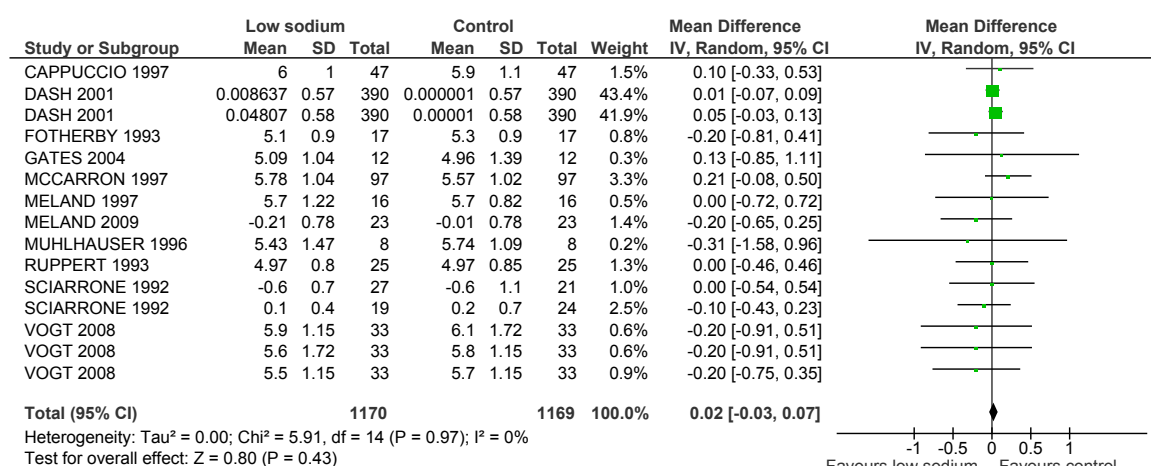 Low sodium Control Mean Difference Mean Difference
Study or Subgroup Mean SD Total Mean SD Total Weight IV, Random, 95% CI IV, Random, 95% CI
CAPPUCCIO 1997 6 1 47 5.9 1.1 47 1.5% 0.10 [-0.33, 0.53]
DASH 2001 0.008637 0.57 390 0.000001 0.57 390 43.4% 0.01 [-0.07, 0.09]
DASH 2001 0.04807 0.58 390 0.00001 0.58 390 41.9% 0.05 [-0.03, 0.13]
FOTHERBY 1993 5.1 0.9 17 5.3 0.9 17 0.8% -0.20 [-0.81, 0.41]
GATES 2004 5.09 1.04 12 4.96 1.39 12 0.3% 0.13 [-0.85, 1.11]
MCCARRON 1997 5.78 1.04 97 5.57 1.02 97 3.3% 0.21 [-0.08, 0.50]
MELAND 1997 5.7 1.22 16 5.7 0.82 16 0.5% 0.00 [-0.72, 0.72]
MELAND 2009 -0.21 0.78 23 -0.01 0.78 23 1.4% -0.20 [-0.65, 0.25]
MUHLHAUSER 1996 5.43 1.47 8 5.74 1.09 8 0.2% -0.31 [-1.58, 0.96]
RUPPERT 1993 4.97 0.8 25 4.97 0.85 25 1.3% 0.00 [-0.46, 0.46]
SCIARRONE 1992 -0.6 0.7 27 -0.6 1.1 21 1.0% 0.00 [-0.54, 0.54]
SCIARRONE 1992 0.1 0.4 19 0.2 0.7 24 2.5% -0.10 [-0.43, 0.23]
VOGT 2008 5.9 1.15 33 6.1 1.72 33 0.6% -0.20 [-0.91, 0.51]
VOGT 2008 5.6 1.72 33 5.8 1.15 33 0.6% -0.20 [-0.91, 0.51]
VOGT 2008 5.5 1.15 33 5.7 1.15 33 0.9% -0.20 [-0.75, 0.35]
Total (95% CI) 1170 1169 100.0% 0.02 [-0.03, 0.07]
Heterogeneity: Tau² = 0.00; Chi² = 5.91, df = 14 (P = 0.97); I² = 0%
Test for overall effect: Z = 0.80 (P = 0.43)
-1 -0.5 0 0.5 1
Favours low sodium Favours control